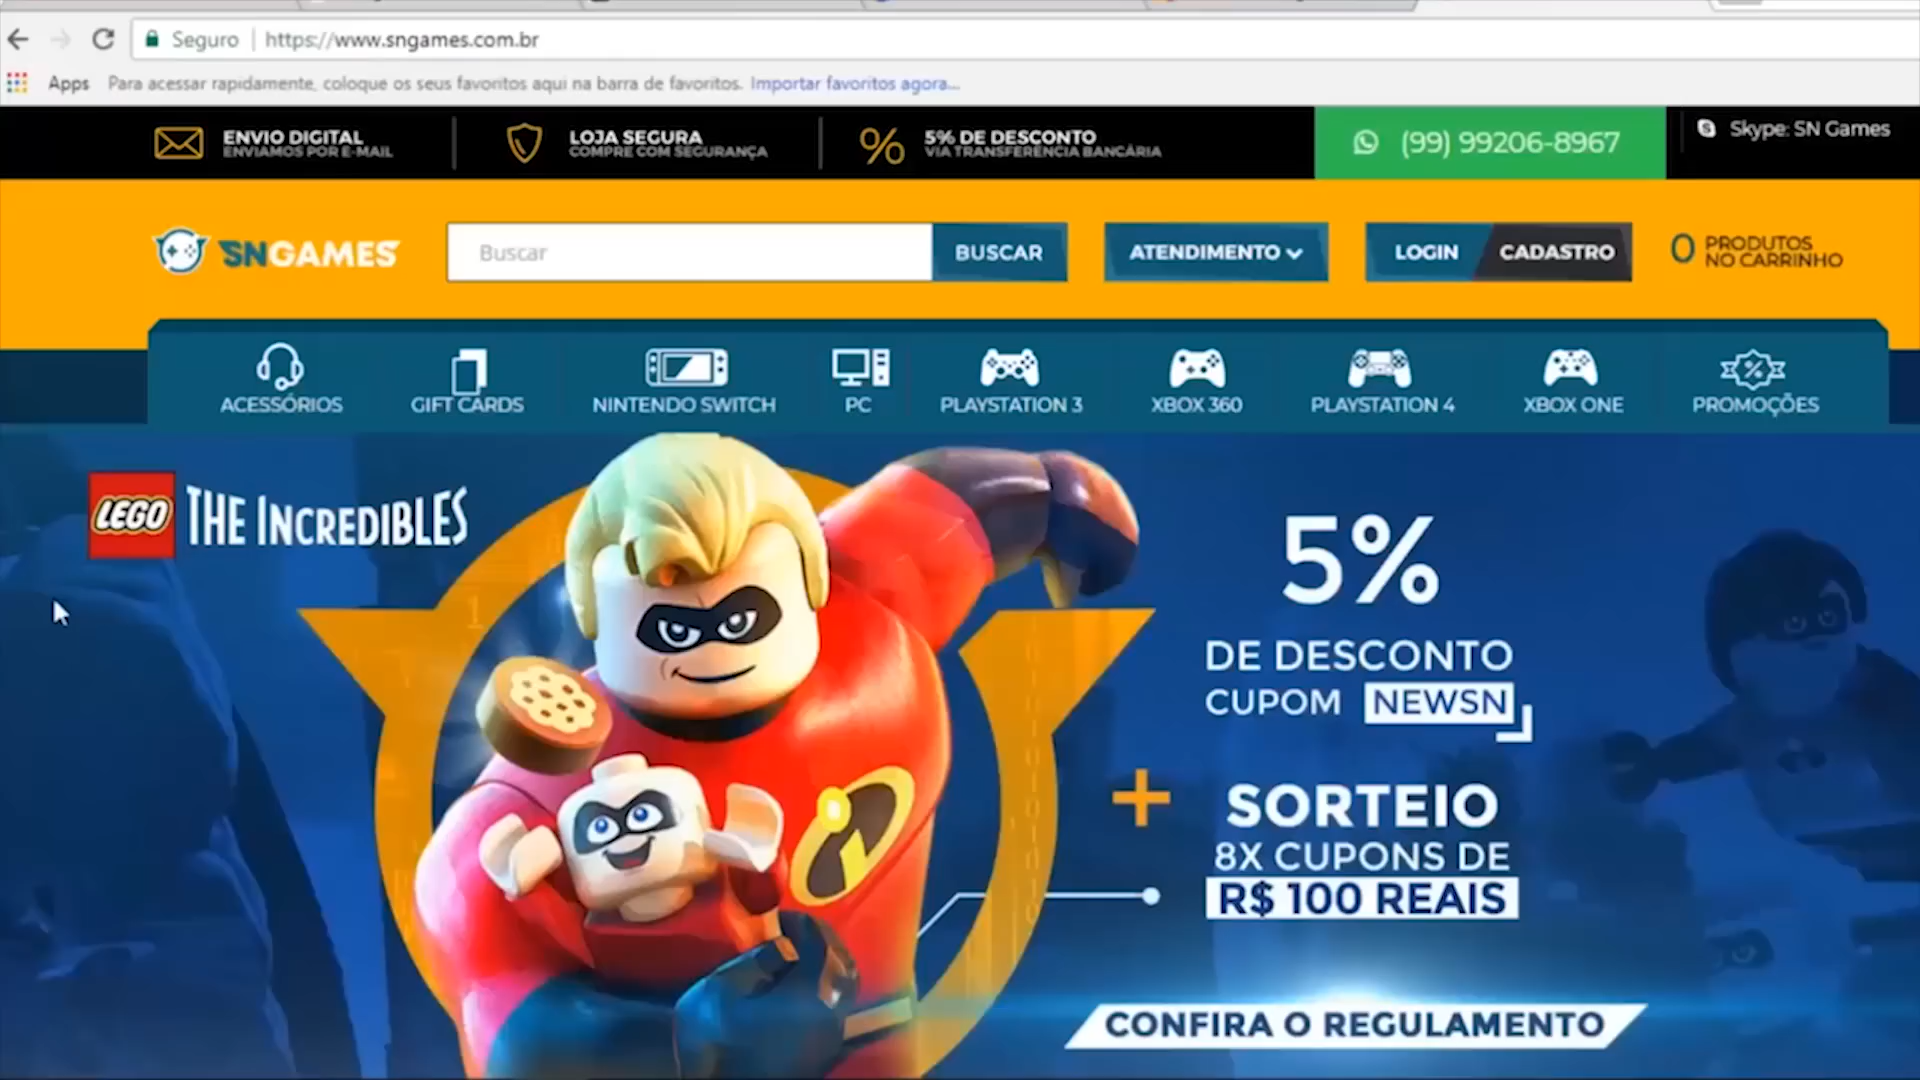 Seguro https://www.sngames.com.br
Apps Para acessar rapidamente, coloque os seus favoritos aqui na barra de favoritos. Importar favoritos agora...
ENVIO DIGITAL
ENVIAMOS POR E-MAIL
LOJA SEGURA
COMPRE COM SEGURANÇA
5% DE DESCONTO
VIA TRANSFERÊNCIA BANCÁRIA
(99) 99206-8967
Skype: SN Games
SNGAMES
Buscar
BUSCAR
ATENDIMENTO
LOGIN
CADASTRO
0 PRODUTOS
NO CARRINHO
ACESSÓRIOS
GIFT CARDS
NINTENDO SWITCH
PC
PLAYSTATION 3
XBOX 360
PLAYSTATION 4
XBOX ONE
PROMOÇÕES
LEGO THE INCREDIBLES
5%
DE DESCONTO
CUPOM NEWSN
+ SORTEIO
8X CUPONS DE
R$ 100 REAIS
CONFIRA O REGULAMENTO